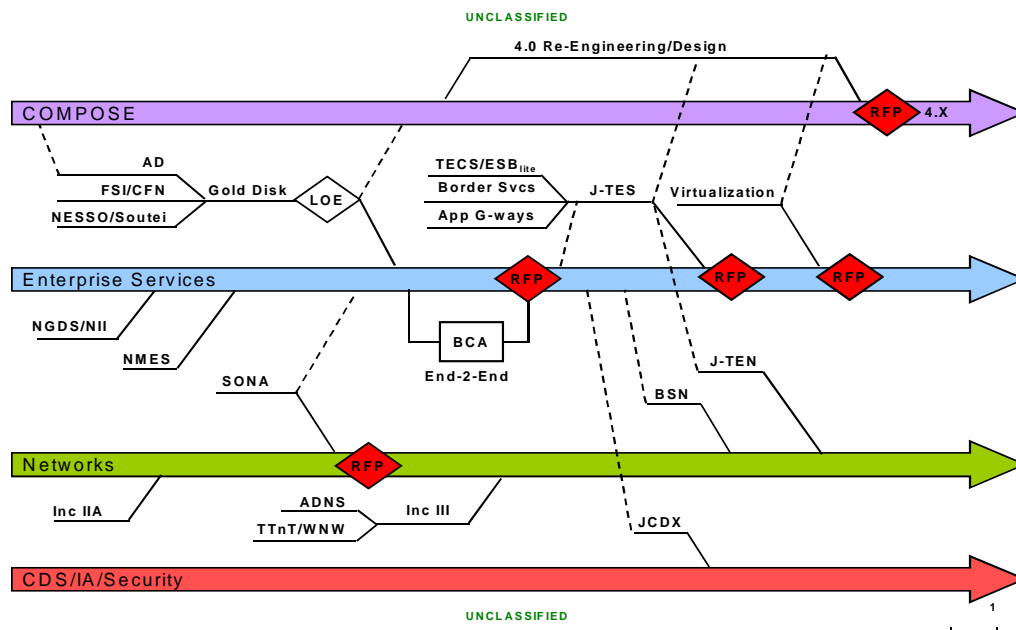 UNCLASSIFIED
4.0 Re-Engineering/Design
COMPOSE
RFP
4.X
AD
FSI/CFN
NESSO/Soutei
Gold Disk
LOE
TECS/ESBlite
Border Svcs
App G-ways
J-TES
Virtualization
Enterprise Services
RFP
RFP
RFP
NGDS/NII
NMES
BCA
End-2-End
SONA
J-TEN
BSN
Networks
RFP
Inc IIA
ADNS
TTnT/WNW
Inc III
JCDX
CDS/IA/Security
UNCLASSIFIED
1